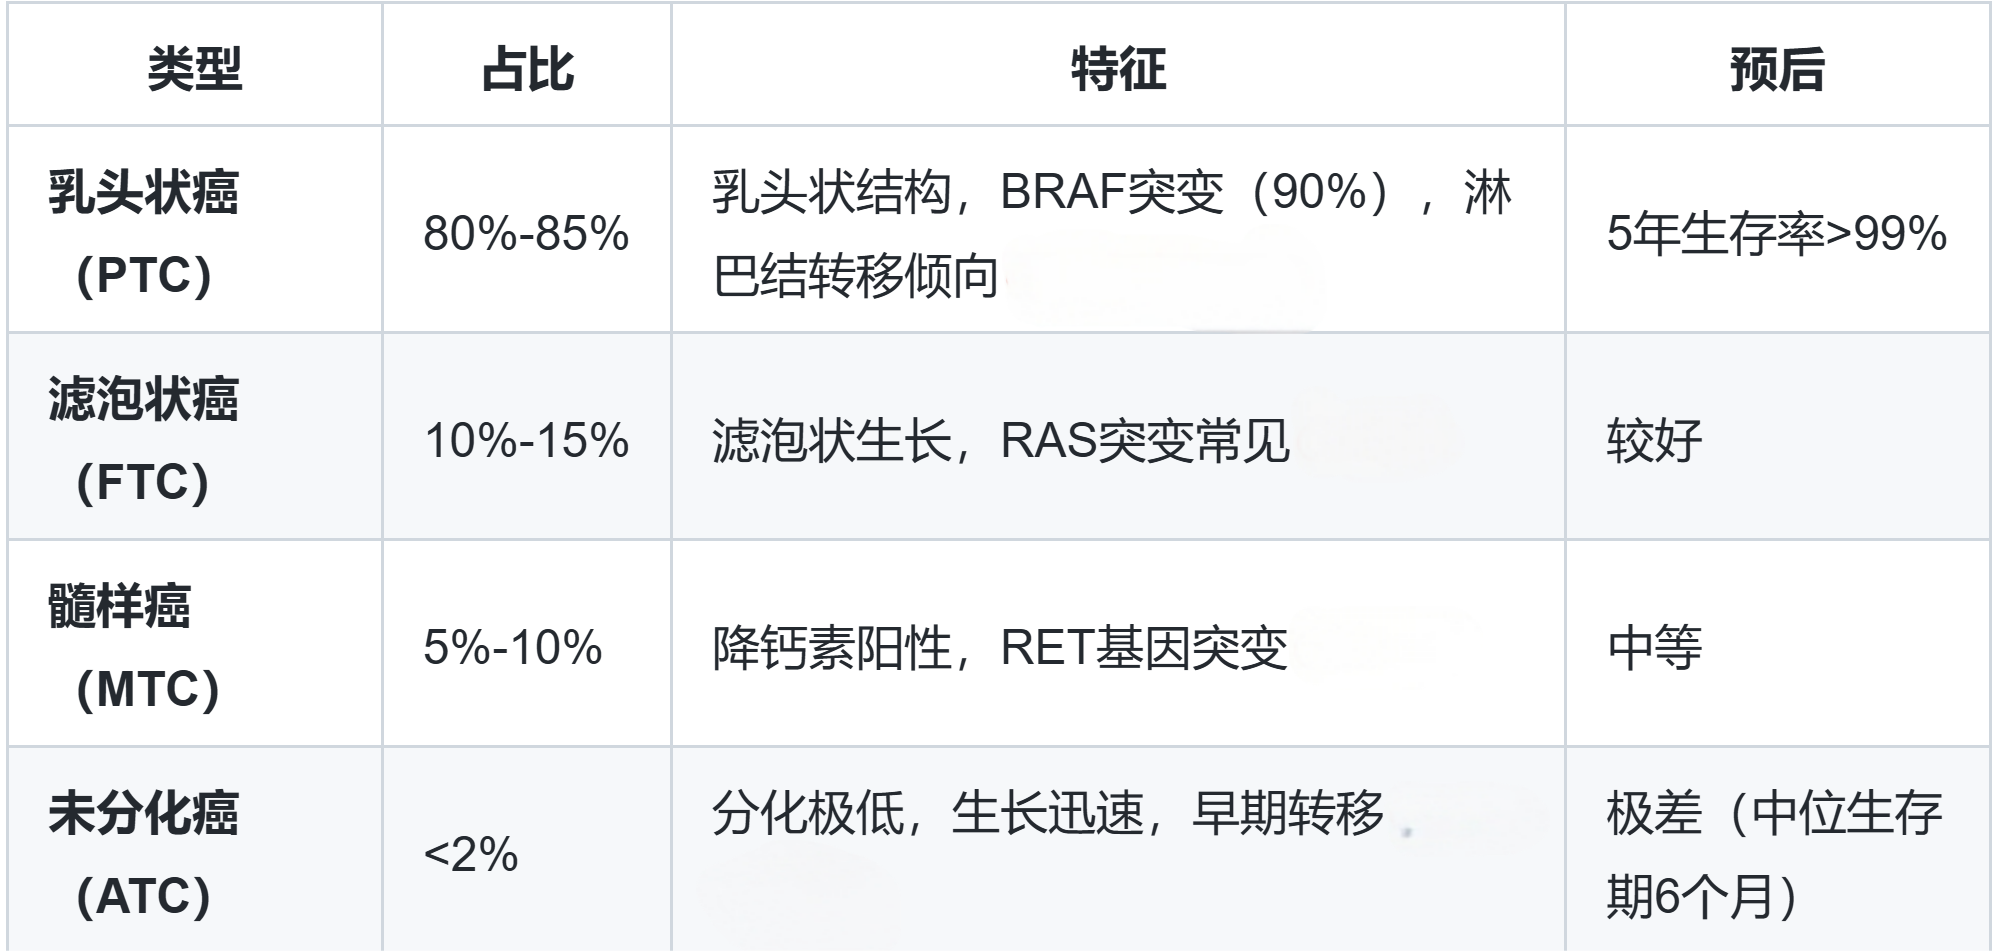 类型 占比 特征 预后
乳头状癌
（PTC）
80%-85%
乳头状结构，BRAF突变（90%），淋
巴结转移倾向
5年生存率>99%
滤泡状癌
（FTC）
10%-15%
滤泡状生长，RAS突变常见
较好
髓样癌
（MTC）
5%-10%
降钙素阳性，RET基因突变
中等
未分化癌
（ATC）
<2%
分化极低，生长迅速，早期转移
极差（中位生存
期6个月）